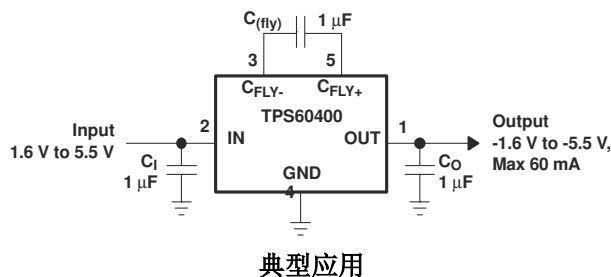 C(fly) 1 μF
3 5
CFLY- CFLY+
TPS60400
Input
1.6 V to 5.5 V
2 IN OUT 1
Output
-1.6 V to -5.5 V,
Max 60 mA
CI
1 μF
GND
4
CO
1 μF
典型应用